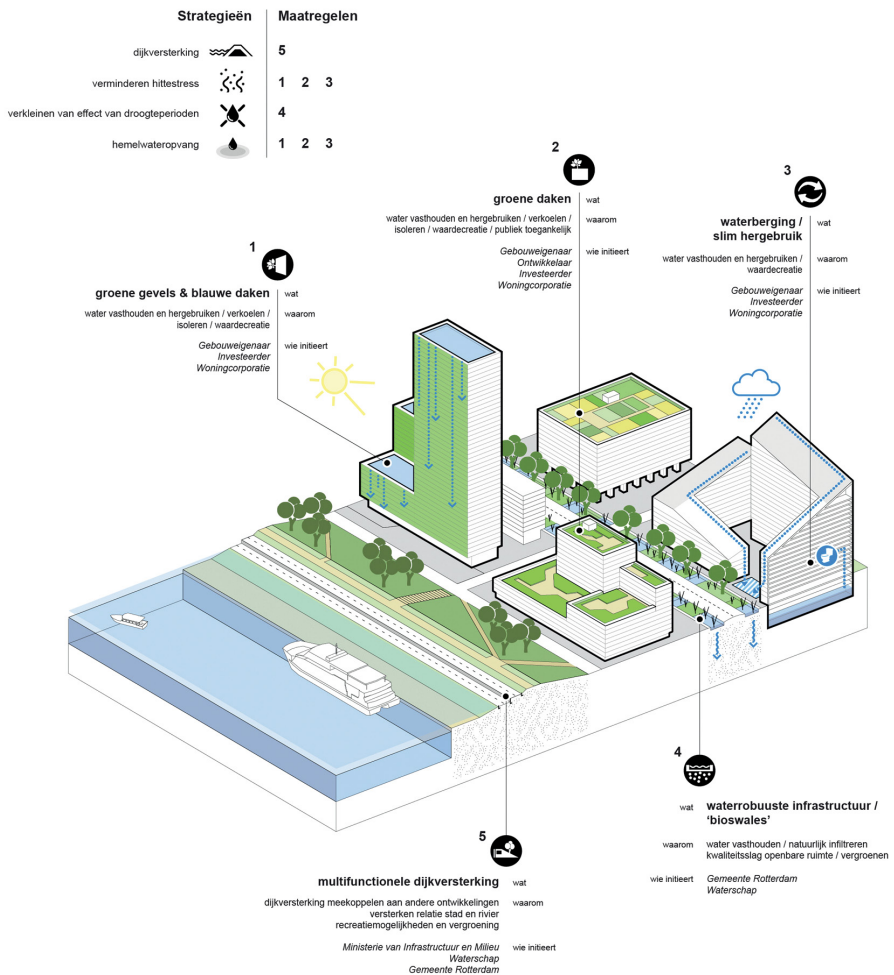 Strategieën Maatregelen
dijkversterking 5
verminderen hittestress 1 2 3
verkleinen van effect van droogteperioden 4
hemelwateropvang 1 2 3
1
groene gevels & blauwe daken wat
water vasthouden en hergebruiken / verkoelen / waarom
isoleren / waardecreatie
Gebouweigenaar wie initieert
Investeerder
Woningcorporatie
2
groene daken wat
water vasthouden en hergebruiken / verkoelen / waarom
isoleren / waardecreatie / publiek toegankelijk
Gebouweigenaar wie initieert
Ontwikkelaar
Investeerder
Woningcorporatie
3
waterberging / wat
slim hergebruik
water vasthouden en hergebruiken / waarom
waardecreatie
Gebouweigenaar wie initieert
Investeerder
Woningcorporatie
4
wat waterrobuuste infrastructuur /
‘bioswales’
waarom water vasthouden / natuurlijk infiltreren
kwaliteitsslag openbare ruimte / vergroenen
wie initieert Gemeente Rotterdam
Waterschap
5
multifunctionele dijkversterking wat
dijkversterking meekoppelen aan andere ontwikkelingen waarom
versterken relatie stad en rivier
recreatiemogelijkheden en vergroening
Ministerie van Infrastructuur en Milieu wie initieert
Waterschap
Gemeente Rotterdam